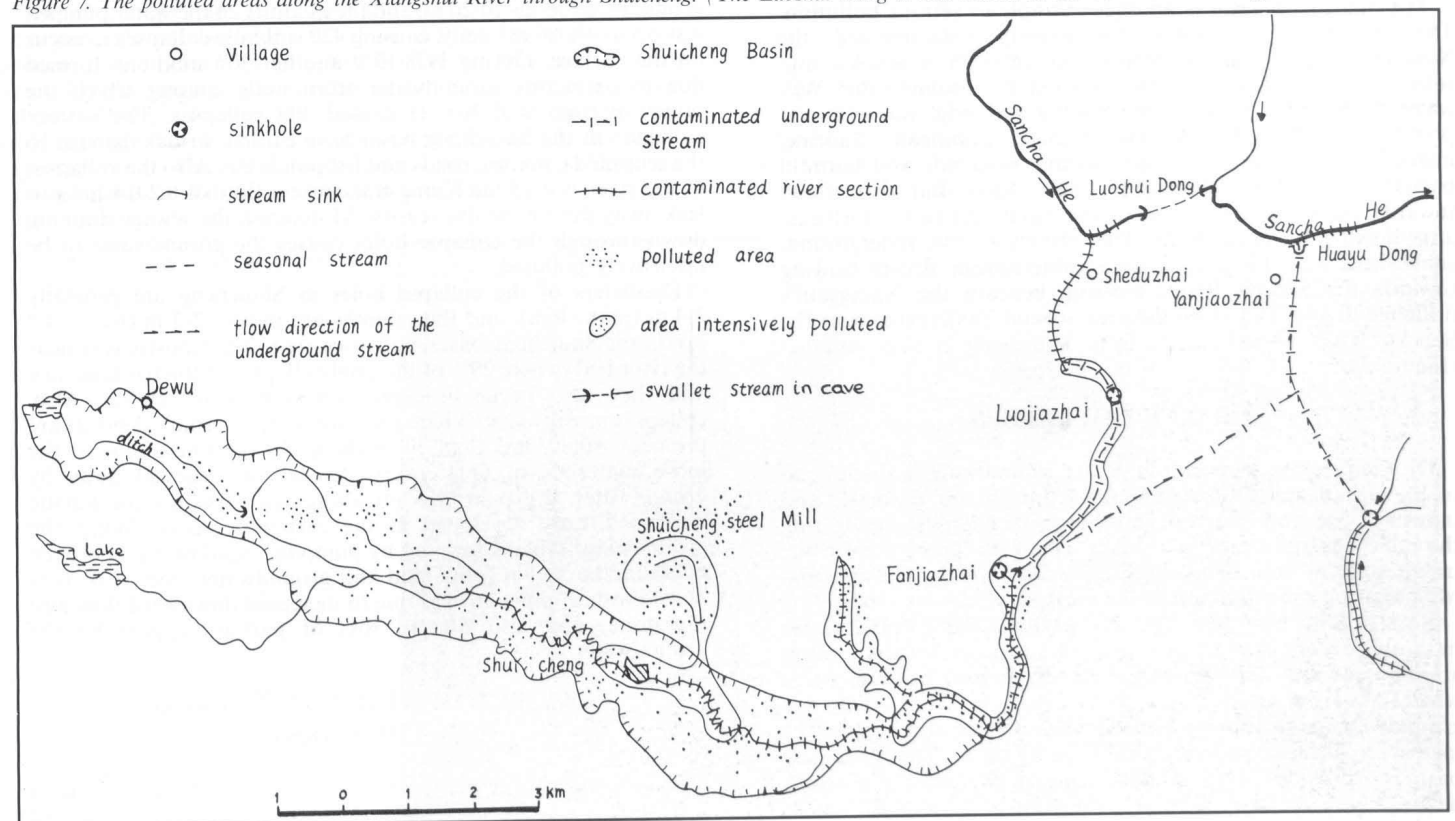 Figure 7. The polluted areas along the Xiangshui River through Shuicheng.
Village
sinkhole
stream sink
seasonal stream
flow direction of the
underground stream
Shuicheng Basin
contaminated underground
stream
contaminated river section
polluted area
area intensively polluted
swallet stream in cave
Sancha He
Luoshui Dong
Sancha He
Huayu Dong
Sheduzhai
Yanjiaozhai
Luojiazhai
Fanjiazhai
Dewu
ditch
Lake
Shuicheng steel Mill
Shui cheng
1 0 1 2 3 km